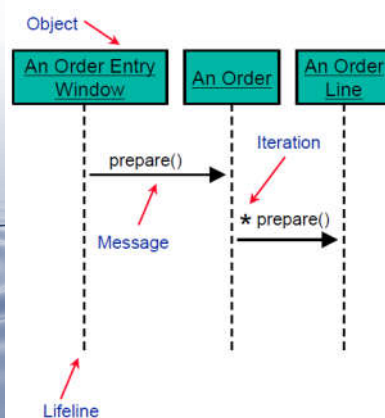 Object
An Order Entry
Window
An Order
An Order
Line
prepare()
Iteration
Message
* prepare()
Lifeline